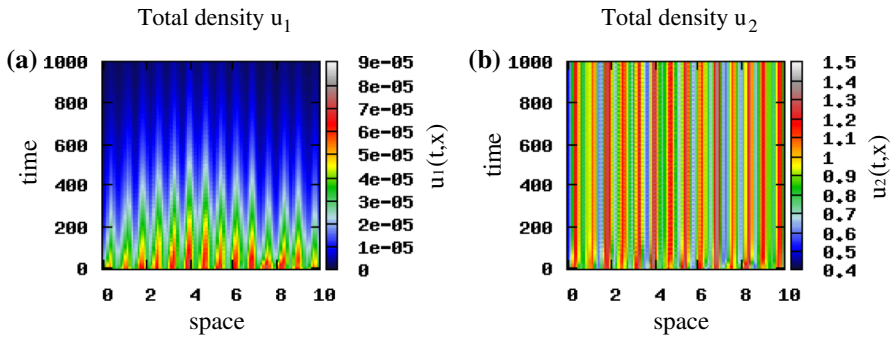 Total density u1
Total density u2
(a)
1000
800
600
400
200
0
time
0
2
4
6
8
10
space
9e-05
8e-05
7e-05
6e-05
5e-05
4e-05
3e-05
2e-05
1e-05
0
u1(t,x)
(b)
1000
800
600
400
200
0
time
0
2
4
6
8
10
space
1.5
1.4
1.3
1.2
1.1
1
0.9
0.8
0.7
0.6
0.5
0.4
u2(t,x)